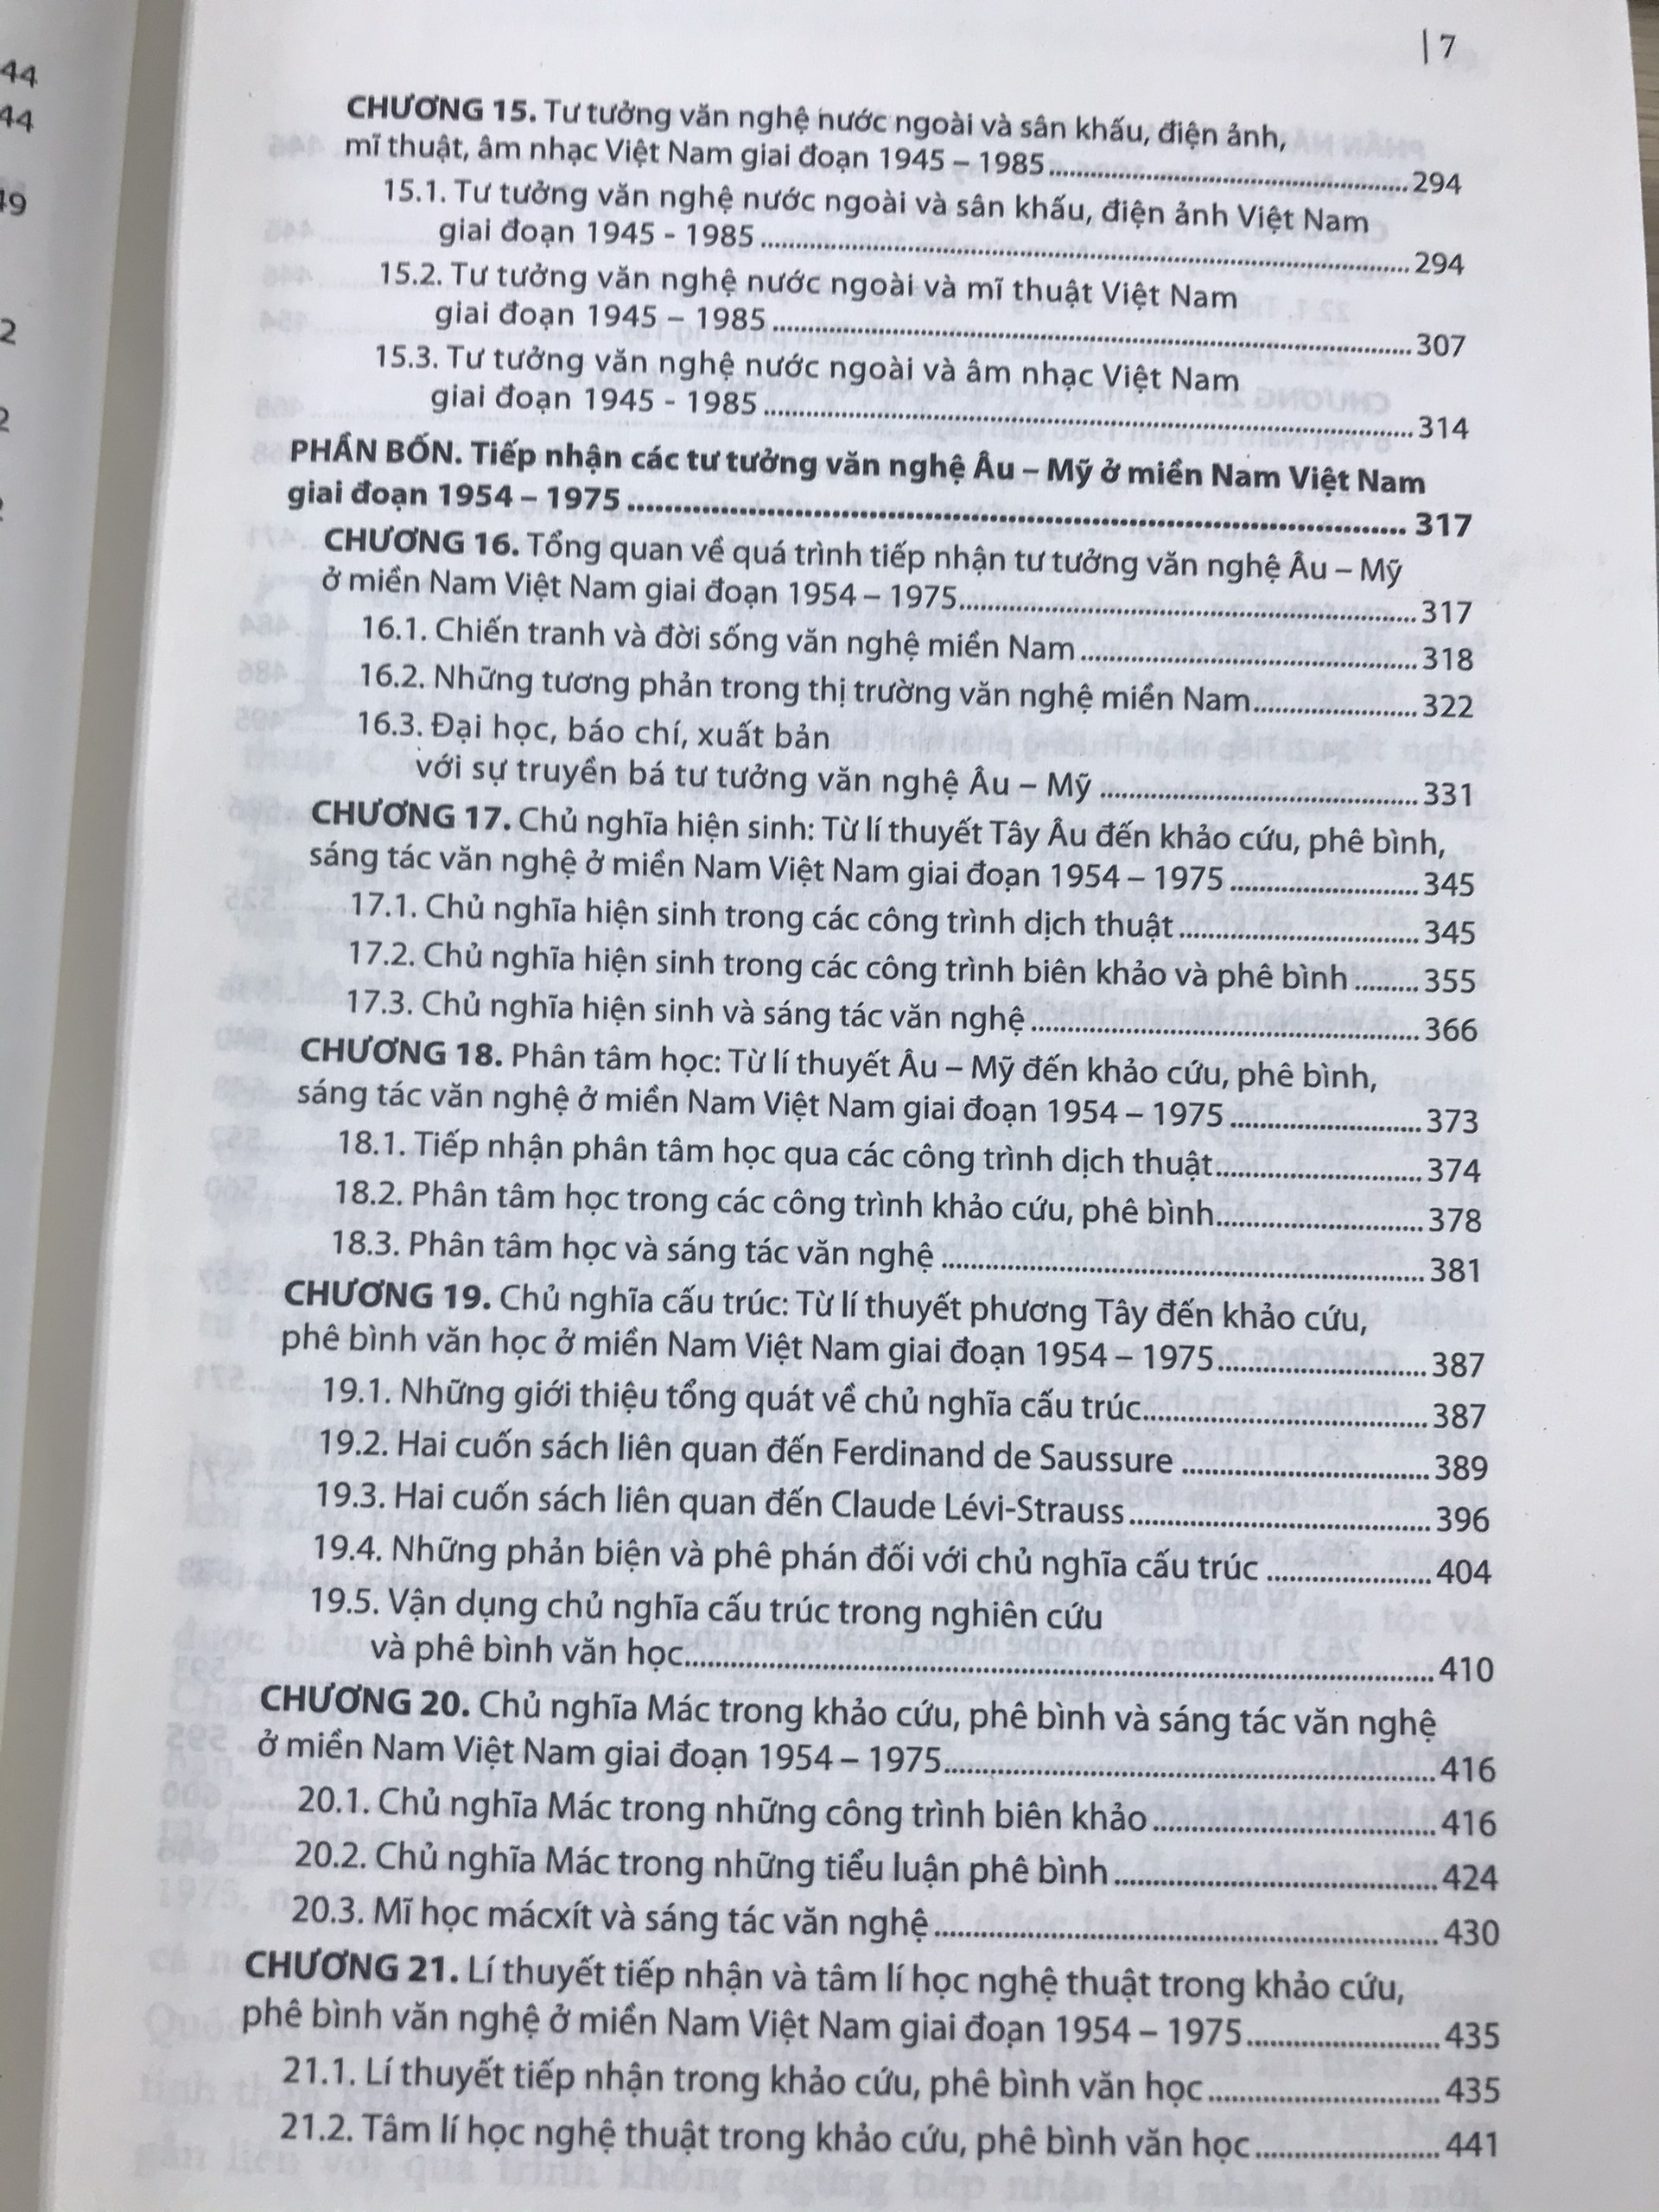 | 7
44
44
49
2
2
CHƯƠNG 15. Tư tưởng văn nghệ nước ngoài và sân khấu, điện ảnh,
mĩ thuật, âm nhạc Việt Nam giai đoạn 1945 – 1985....................294
15.1. Tư tưởng văn nghệ nước ngoài và sân khấu, điện ảnh Việt Nam
giai đoạn 1945 - 1985....................294
15.2. Tư tưởng văn nghệ nước ngoài và mĩ thuật Việt Nam
giai đoạn 1945 – 1985....................307
15.3. Tư tưởng văn nghệ nước ngoài và âm nhạc Việt Nam
giai đoạn 1945 - 1985....................314
PHẦN BỐN. Tiếp nhận các tư tưởng văn nghệ Âu – Mỹ ở miền Nam Việt Nam
giai đoạn 1954 – 1975....................317
CHƯƠNG 16. Tổng quan về quá trình tiếp nhận tư tưởng văn nghệ Âu – Mỹ
ở miền Nam Việt Nam giai đoạn 1954 – 1975....................317
16.1. Chiến tranh và đời sống văn nghệ miền Nam....................318
16.2. Những tương phản trong thị trường văn nghệ miền Nam....................322
16.3. Đại học, báo chí, xuất bản
với sự truyền bá tư tưởng văn nghệ Âu – Mỹ....................331
CHƯƠNG 17. Chủ nghĩa hiện sinh: Từ lí thuyết Tây Âu đến khảo cứu, phê bình,
sáng tác văn nghệ ở miền Nam Việt Nam giai đoạn 1954 – 1975....................345
17.1. Chủ nghĩa hiện sinh trong các công trình dịch thuật....................345
17.2. Chủ nghĩa hiện sinh trong các công trình biên khảo và phê bình.........355
17.3. Chủ nghĩa hiện sinh và sáng tác văn nghệ....................366
CHƯƠNG 18. Phân tâm học: Từ lí thuyết Âu – Mỹ đến khảo cứu, phê bình,
sáng tác văn nghệ ở miền Nam Việt Nam giai đoạn 1954 – 1975....................373
18.1. Tiếp nhận phân tâm học qua các công trình dịch thuật....................374
18.2. Phân tâm học trong các công trình khảo cứu, phê bình....................378
18.3. Phân tâm học và sáng tác văn nghệ....................381
CHƯƠNG 19. Chủ nghĩa cấu trúc: Từ lí thuyết phương Tây đến khảo cứu,
phê bình văn học ở miền Nam Việt Nam giai đoạn 1954 – 1975....................387
19.1. Những giới thiệu tổng quát về chủ nghĩa cấu trúc....................387
19.2. Hai cuốn sách liên quan đến Ferdinand de Saussure....................389
19.3. Hai cuốn sách liên quan đến Claude Lévi-Strauss....................396
19.4. Những phản biện và phê phán đối với chủ nghĩa cấu trúc....................404
19.5. Vận dụng chủ nghĩa cấu trúc trong nghiên cứu
và phê bình văn học....................410
CHƯƠNG 20. Chủ nghĩa Mác trong khảo cứu, phê bình và sáng tác văn nghệ
ở miền Nam Việt Nam giai đoạn 1954 – 1975....................416
20.1. Chủ nghĩa Mác trong những công trình biên khảo....................416
20.2. Chủ nghĩa Mác trong những tiểu luận phê bình....................424
20.3. Mĩ học mácxít và sáng tác văn nghệ....................430
CHƯƠNG 21. Lí thuyết tiếp nhận và tâm lí học nghệ thuật trong khảo cứu,
phê bình văn nghệ ở miền Nam Việt Nam giai đoạn 1954 – 1975....................435
21.1. Lí thuyết tiếp nhận trong khảo cứu, phê bình văn học....................435
21.2. Tâm lí học nghệ thuật trong khảo cứu, phê bình văn học....................441